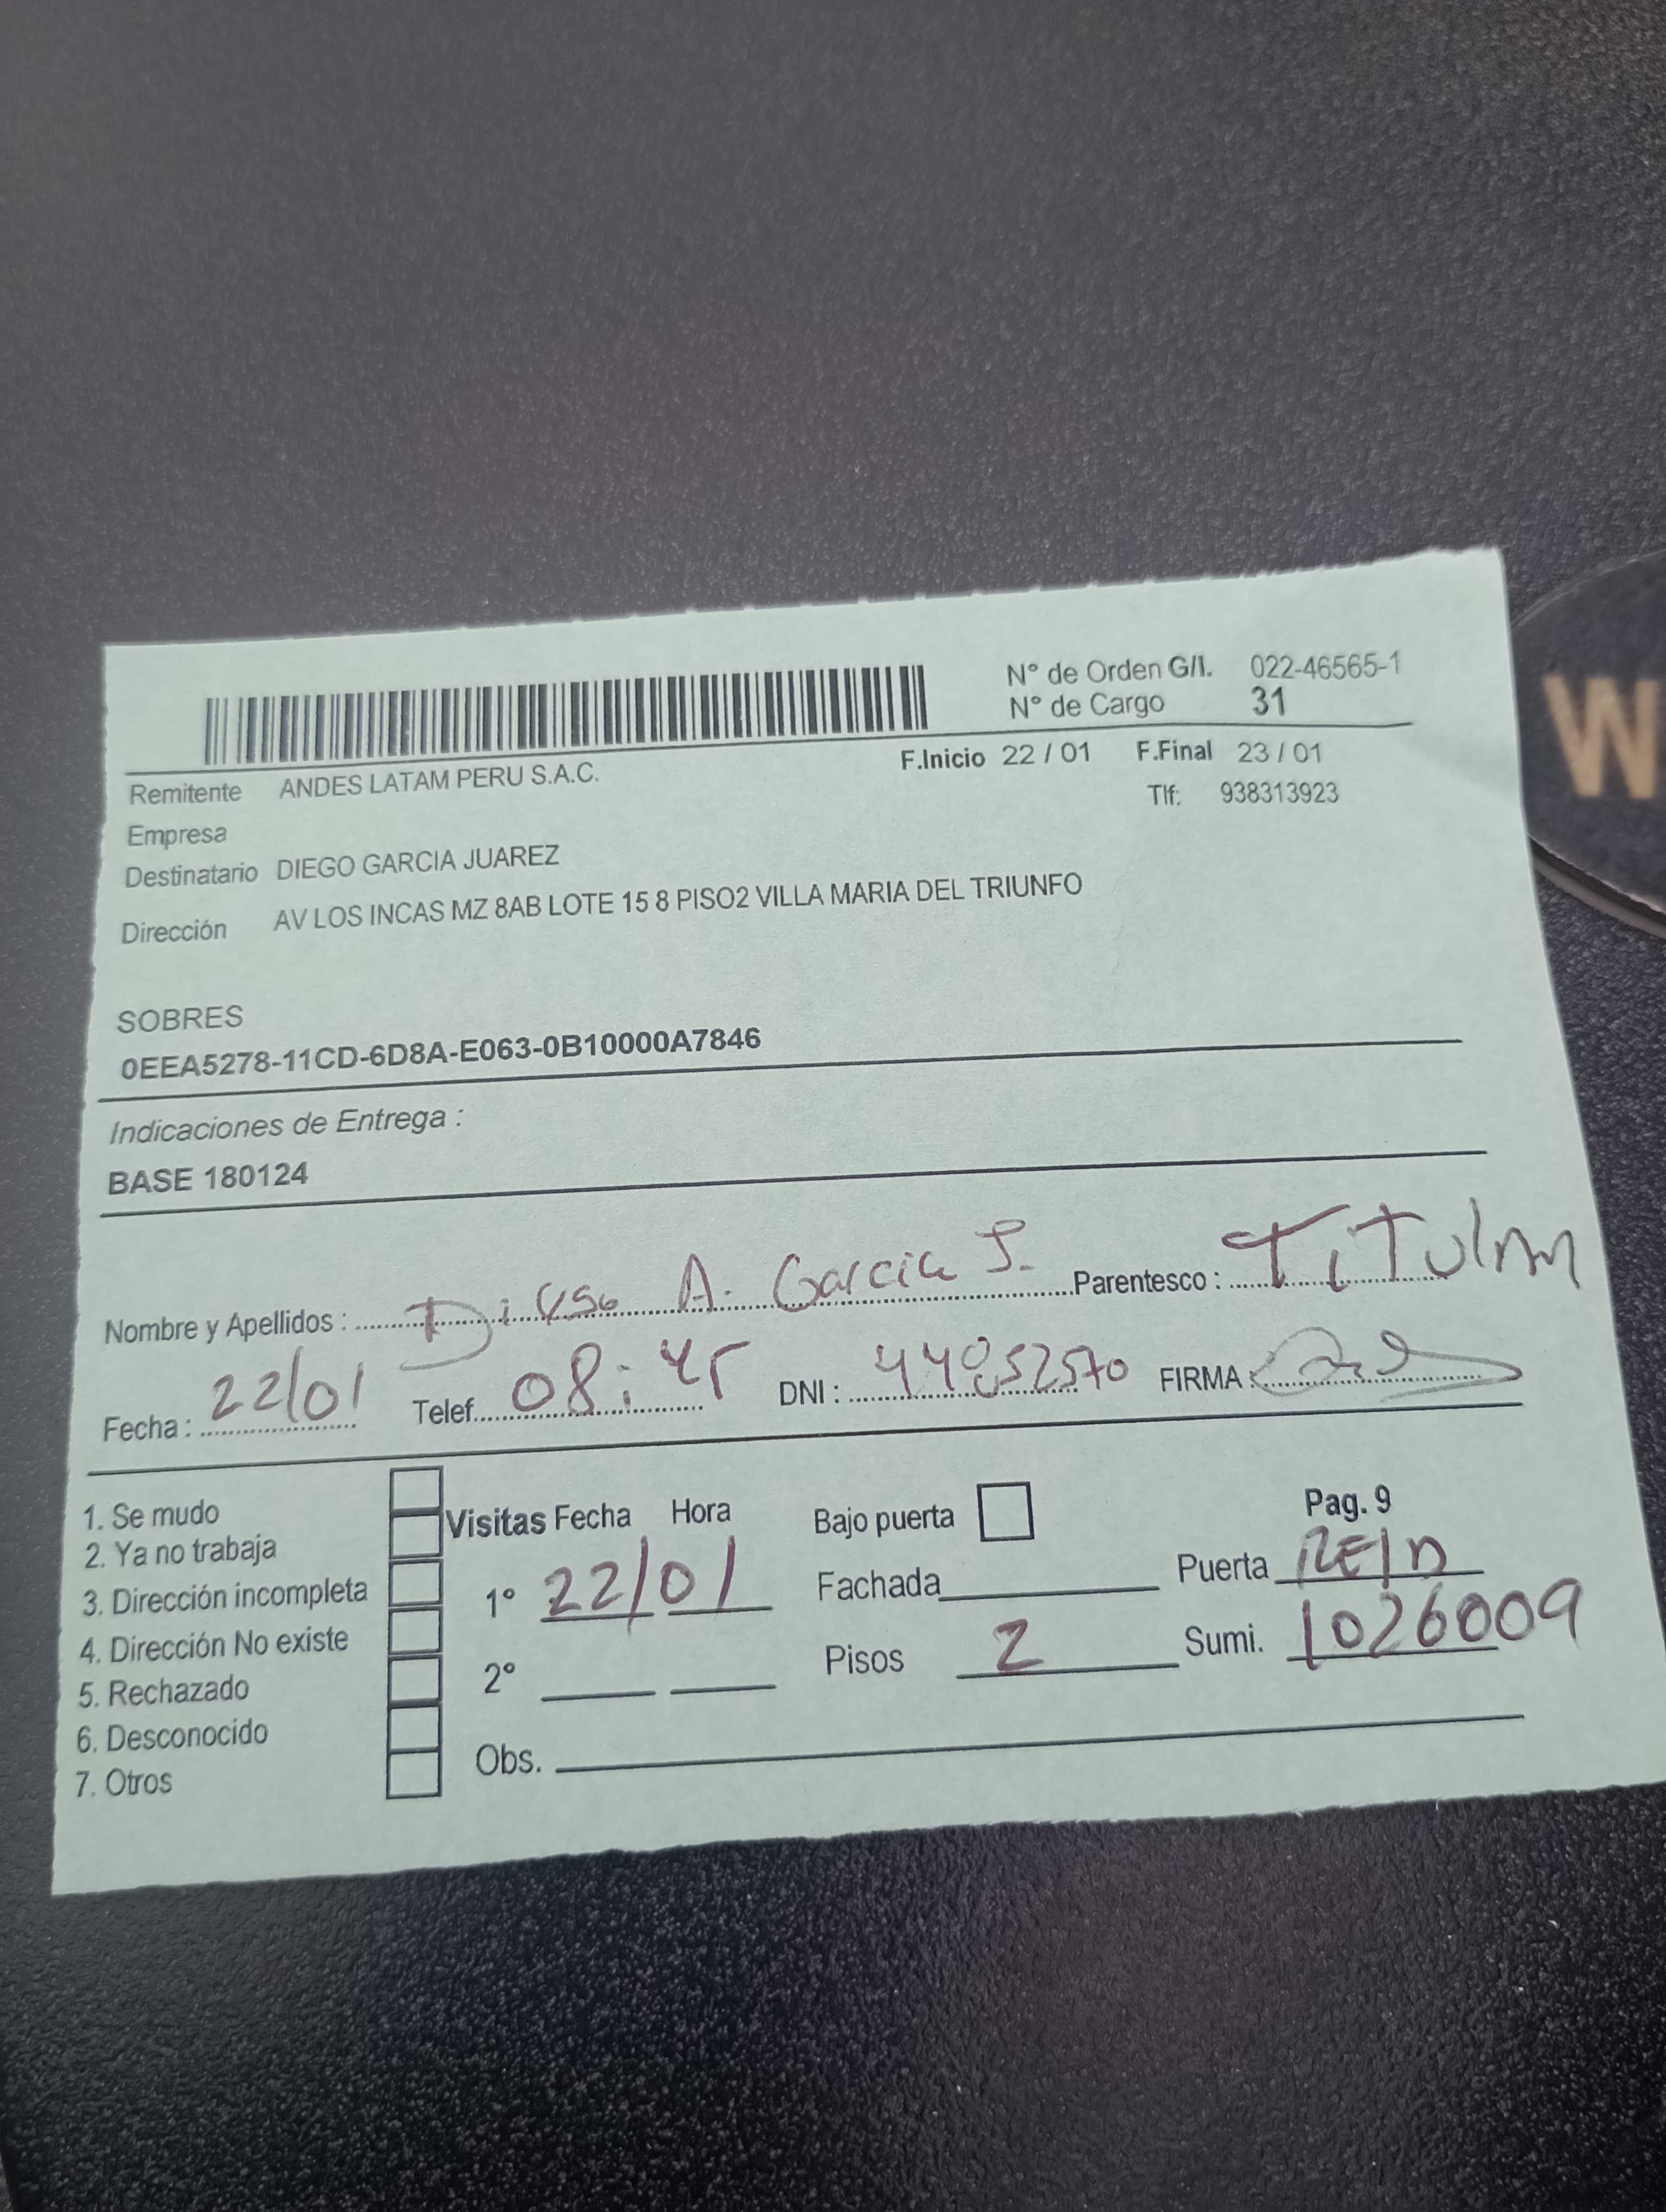 N° de Orden G/I. 022-46565-1
N° de Cargo 31
F.Inicio 22 / 01 F.Final 23 / 01
Remitente ANDES LATAM PERU S.A.C.
Tlf: 938313923
Empresa
Destinatario DIEGO GARCIA JUAREZ
Dirección AV LOS INCAS MZ 8AB LOTE 15 8 PISO2 VILLA MARIA DEL TRIUNFO
SOBRES
0EEA5278-11CD-6D8A-E063-0B10000A7846
Indicaciones de Entrega :
BASE 180124
Nombre y Apellidos : Diego A. Garcia J. Parentesco : Titular
Fecha : 22/01 Telef. 08:45 DNI : 44852570 FIRMA :
1. Se mudo
2. Ya no trabaja
3. Dirección incompleta
4. Dirección No existe
5. Rechazado
6. Desconocido
7. Otros
Visitas Fecha Hora
1° 22/01
2°
Obs.
Bajo puerta
Fachada
Pisos 2
Pag. 9
Puerta
Sumi. 1026009
W